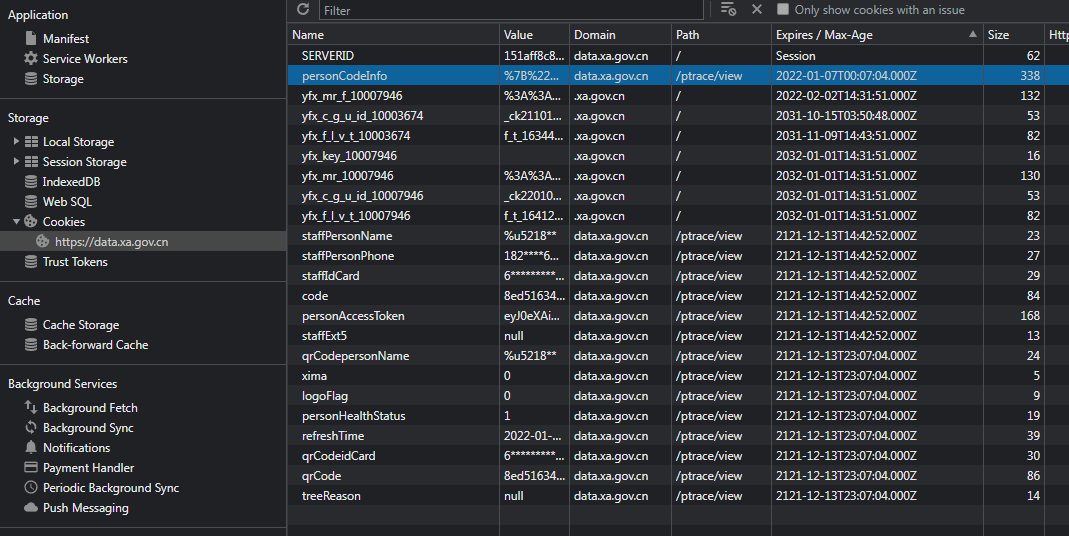 Application
Manifest
Service Workers
Storage
Storage
Local Storage
Session Storage
IndexedDB
Web SQL
Cookies
https://data.xa.gov.cn
Trust Tokens
Cache
Cache Storage
Back-forward Cache
Background Services
Background Fetch
Background Sync
Notifications
Payment Handler
Periodic Background Sync
Push Messaging
Filter Only show cookies with an issue
Name Value Domain Path Expires / Max-Age Size Http
SERVERID 151aff8c8... data.xa.gov.cn / Session 62
personCodeInfo %7B%22... data.xa.gov.cn /ptrace/view 2022-01-07T00:07:04.000Z 338
yfx_mr_f_10007946 %3A%3A... .xa.gov.cn / 2022-02-02T14:31:51.000Z 132
yfx_c_g_u_id_10003674 _ck21101... .xa.gov.cn / 2031-10-15T03:50:48.000Z 53
yfx_f_l_v_t_10003674 f_t_16344... .xa.gov.cn / 2031-11-09T14:43:51.000Z 82
yfx_key_10007946 .xa.gov.cn / 2032-01-01T14:31:51.000Z 16
yfx_mr_10007946 %3A%3A... .xa.gov.cn / 2032-01-01T14:31:51.000Z 130
yfx_c_g_u_id_10007946 _ck22010... .xa.gov.cn / 2032-01-01T14:31:51.000Z 53
yfx_f_l_v_t_10007946 f_t_16412... .xa.gov.cn / 2032-01-01T14:31:51.000Z 82
staffPersonName %u5218** data.xa.gov.cn /ptrace/view 2121-12-13T14:42:52.000Z 23
staffPersonPhone 182****6... data.xa.gov.cn /ptrace/view 2121-12-13T14:42:52.000Z 27
staffIdCard 6*********... data.xa.gov.cn /ptrace/view 2121-12-13T14:42:52.000Z 29
code 8ed51634... data.xa.gov.cn /ptrace/view 2121-12-13T14:42:52.000Z 84
personAccessToken eyJ0eXAi... data.xa.gov.cn /ptrace/view 2121-12-13T14:42:52.000Z 168
staffExt5 null data.xa.gov.cn /ptrace/view 2121-12-13T14:42:52.000Z 13
qrCodepersonName %u5218** data.xa.gov.cn /ptrace/view 2121-12-13T23:07:04.000Z 24
xima 0 data.xa.gov.cn /ptrace/view 2121-12-13T23:07:04.000Z 5
logoFlag 0 data.xa.gov.cn /ptrace/view 2121-12-13T23:07:04.000Z 9
personHealthStatus 1 data.xa.gov.cn /ptrace/view 2121-12-13T23:07:04.000Z 19
refreshTime 2022-01-... data.xa.gov.cn /ptrace/view 2121-12-13T23:07:04.000Z 39
qrCodeidCard 6*********... data.xa.gov.cn /ptrace/view 2121-12-13T23:07:04.000Z 30
qrCode 8ed51634... data.xa.gov.cn /ptrace/view 2121-12-13T23:07:04.000Z 86
treeReason null data.xa.gov.cn /ptrace/view 2121-12-13T23:07:04.000Z 14